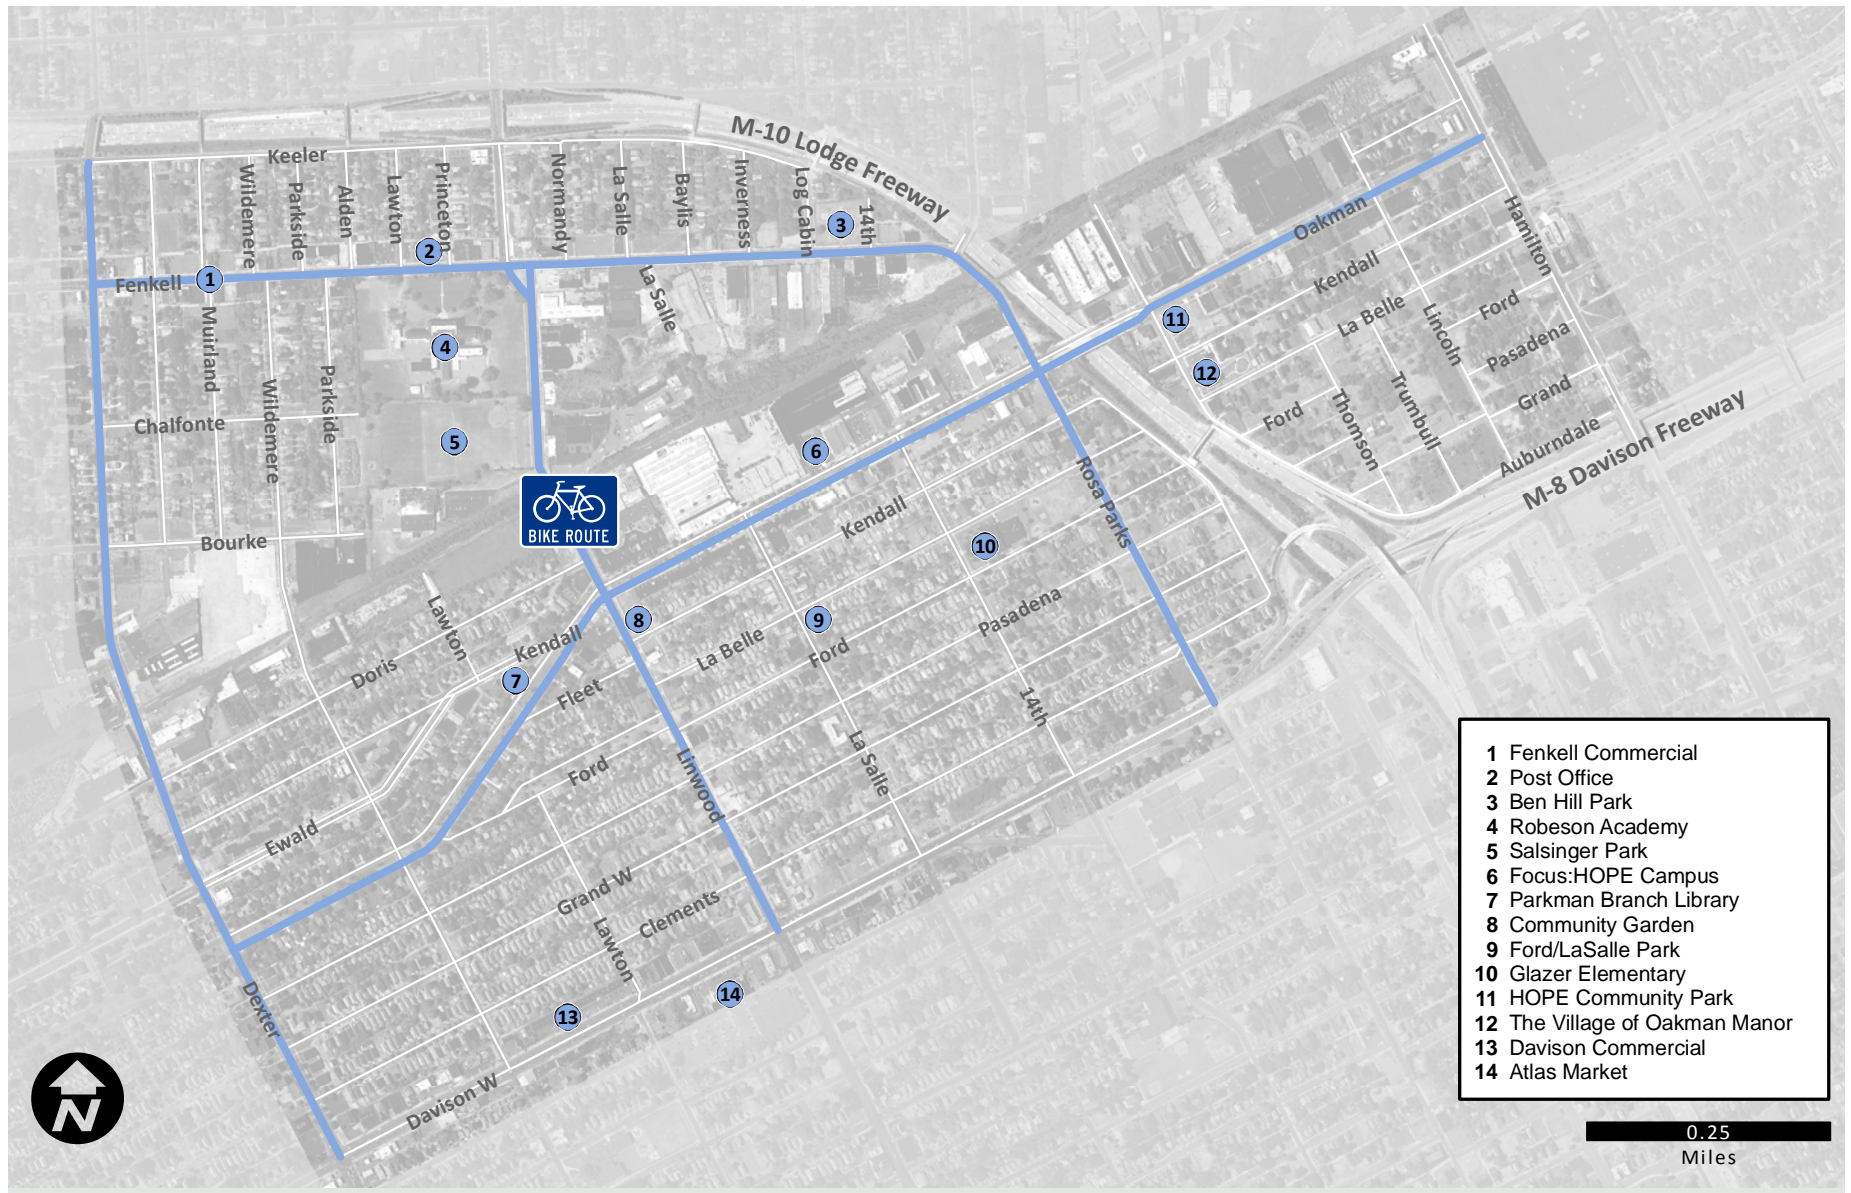 M-10 Lodge Freeway
Keeler
Wildemere
Parkside
Alden
Lawton
Princeton
Normandy
La Salle
Baylis
Inverness
Log Cabin
14th
3
2
1
Fenkell
Oakman
Hamilton
Kendall
La Belle
Lincoln
Ford
Pasadena
Grand
Auburndale
M-8 Davison Freeway
11
12
Ford
Thomson
Trumbull
La Salle
Muirland
4
Wildemere
Parkside
Chalfonte
5
6
BIKE ROUTE
Bourke
Kendall
10
Rosa Parks
Lawton
Kendall
8
9
La Belle
Ford
Pasadena
Doris
7
Fleet
Ford
Linwood
La Salle
14th
Ewald
Grand W
Clements
Lawton
Dexter
13
14
Davison W
N
1 Fenkell Commercial
2 Post Office
3 Ben Hill Park
4 Robeson Academy
5 Salsinger Park
6 Focus:HOPE Campus
7 Parkman Branch Library
8 Community Garden
9 Ford/LaSalle Park
10 Glazer Elementary
11 HOPE Community Park
12 The Village of Oakman Manor
13 Davison Commercial
14 Atlas Market
0.25
Miles